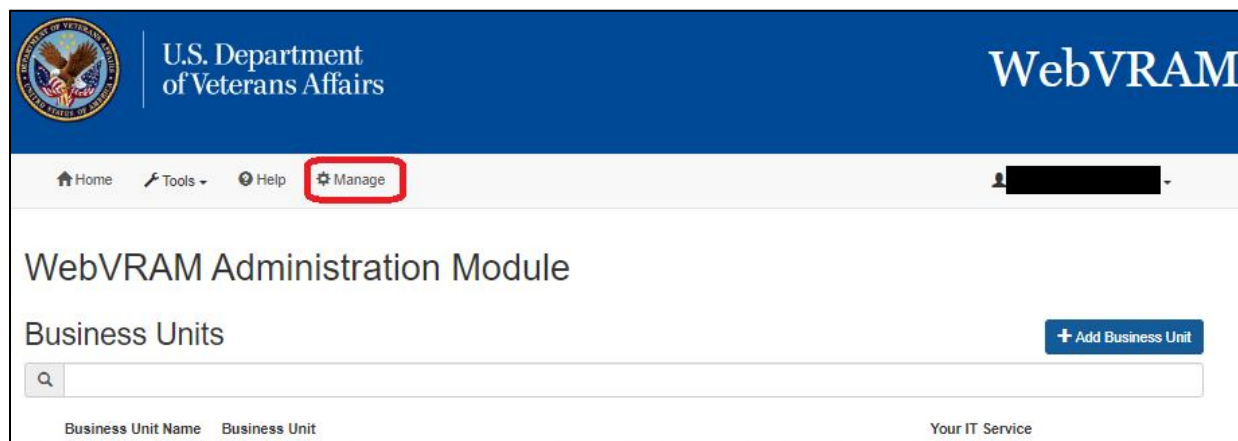 U.S. Department
of Veterans Affairs
WebVRAM
Home Tools Help Manage
WebVRAM Administration Module
Business Units
+ Add Business Unit
Business Unit Name Business Unit Your IT Service